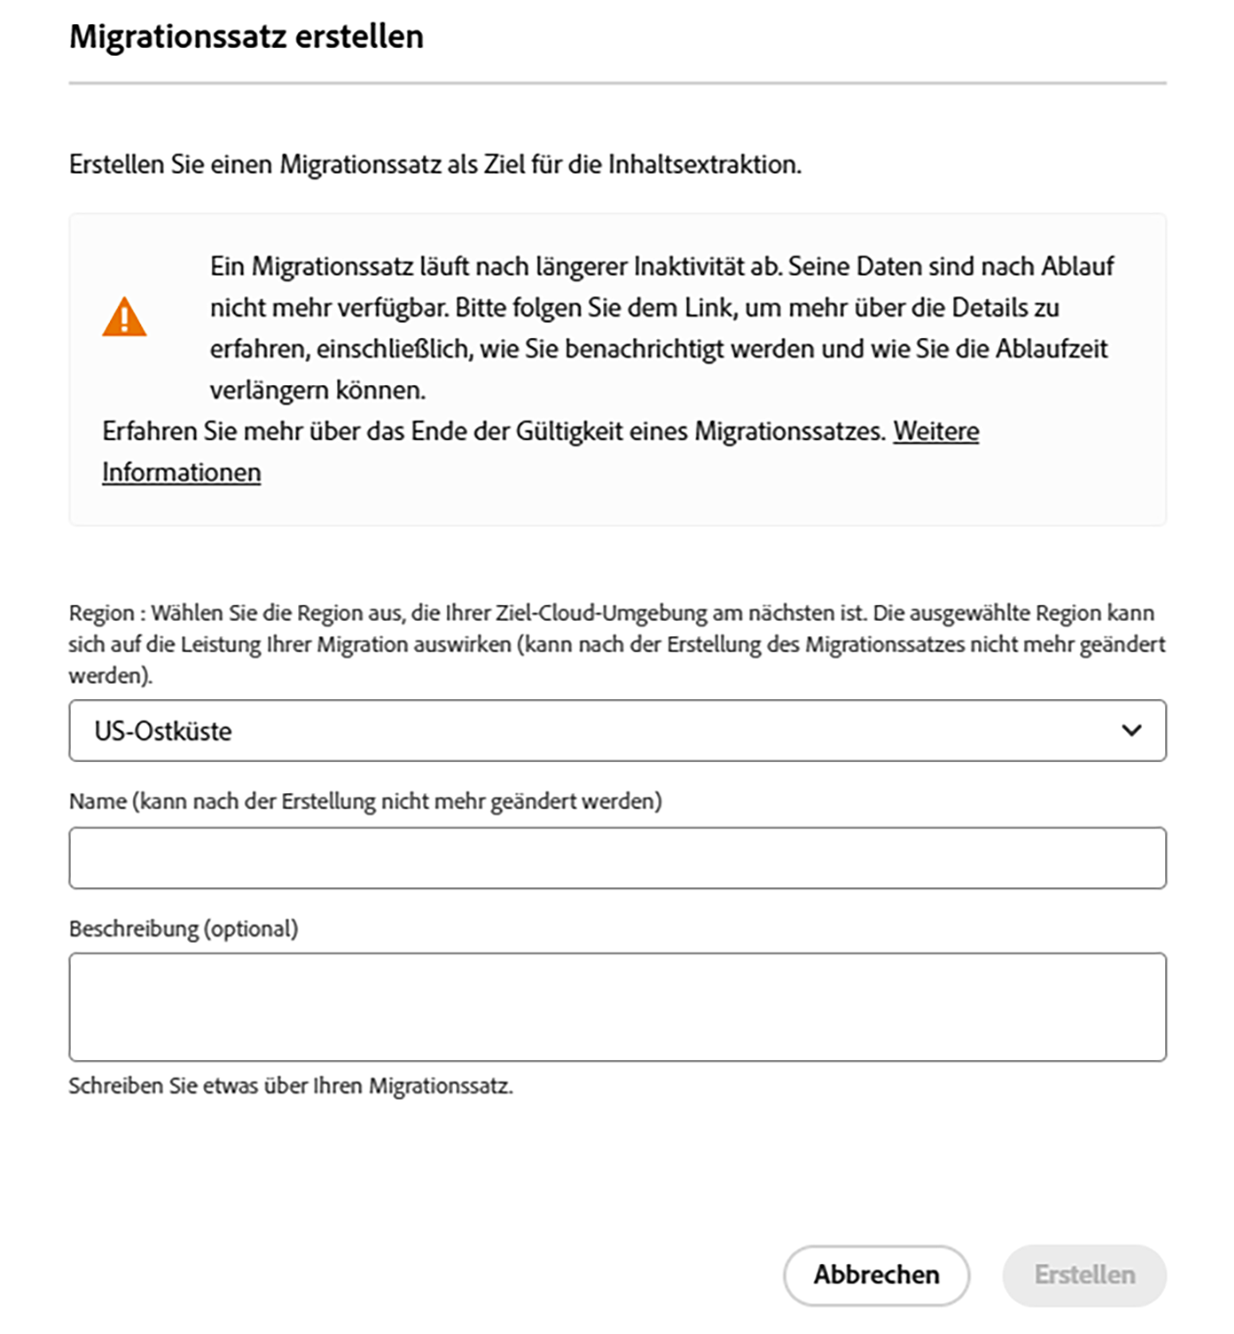 Migrationssatz erstellen
Erstellen Sie einen Migrationssatz als Ziel für die Inhaltsextraktion.
Ein Migrationssatz läuft nach längerer Inaktivität ab. Seine Daten sind nach Ablauf
nicht mehr verfügbar. Bitte folgen Sie dem Link, um mehr über die Details zu
erfahren, einschließlich, wie Sie benachrichtigt werden und wie Sie die Ablaufzeit
verlängern können.
Erfahren Sie mehr über das Ende der Gültigkeit eines Migrationssatzes. Weitere
Informationen
Region : Wählen Sie die Region aus, die Ihrer Ziel-Cloud-Umgebung am nächsten ist. Die ausgewählte Region kann
sich auf die Leistung Ihrer Migration auswirken (kann nach der Erstellung des Migrationssatzes nicht mehr geändert
werden).
US-Ostküste
Name (kann nach der Erstellung nicht mehr geändert werden)
Beschreibung (optional)
Schreiben Sie etwas über Ihren Migrationssatz.
Abbrechen
Erstellen